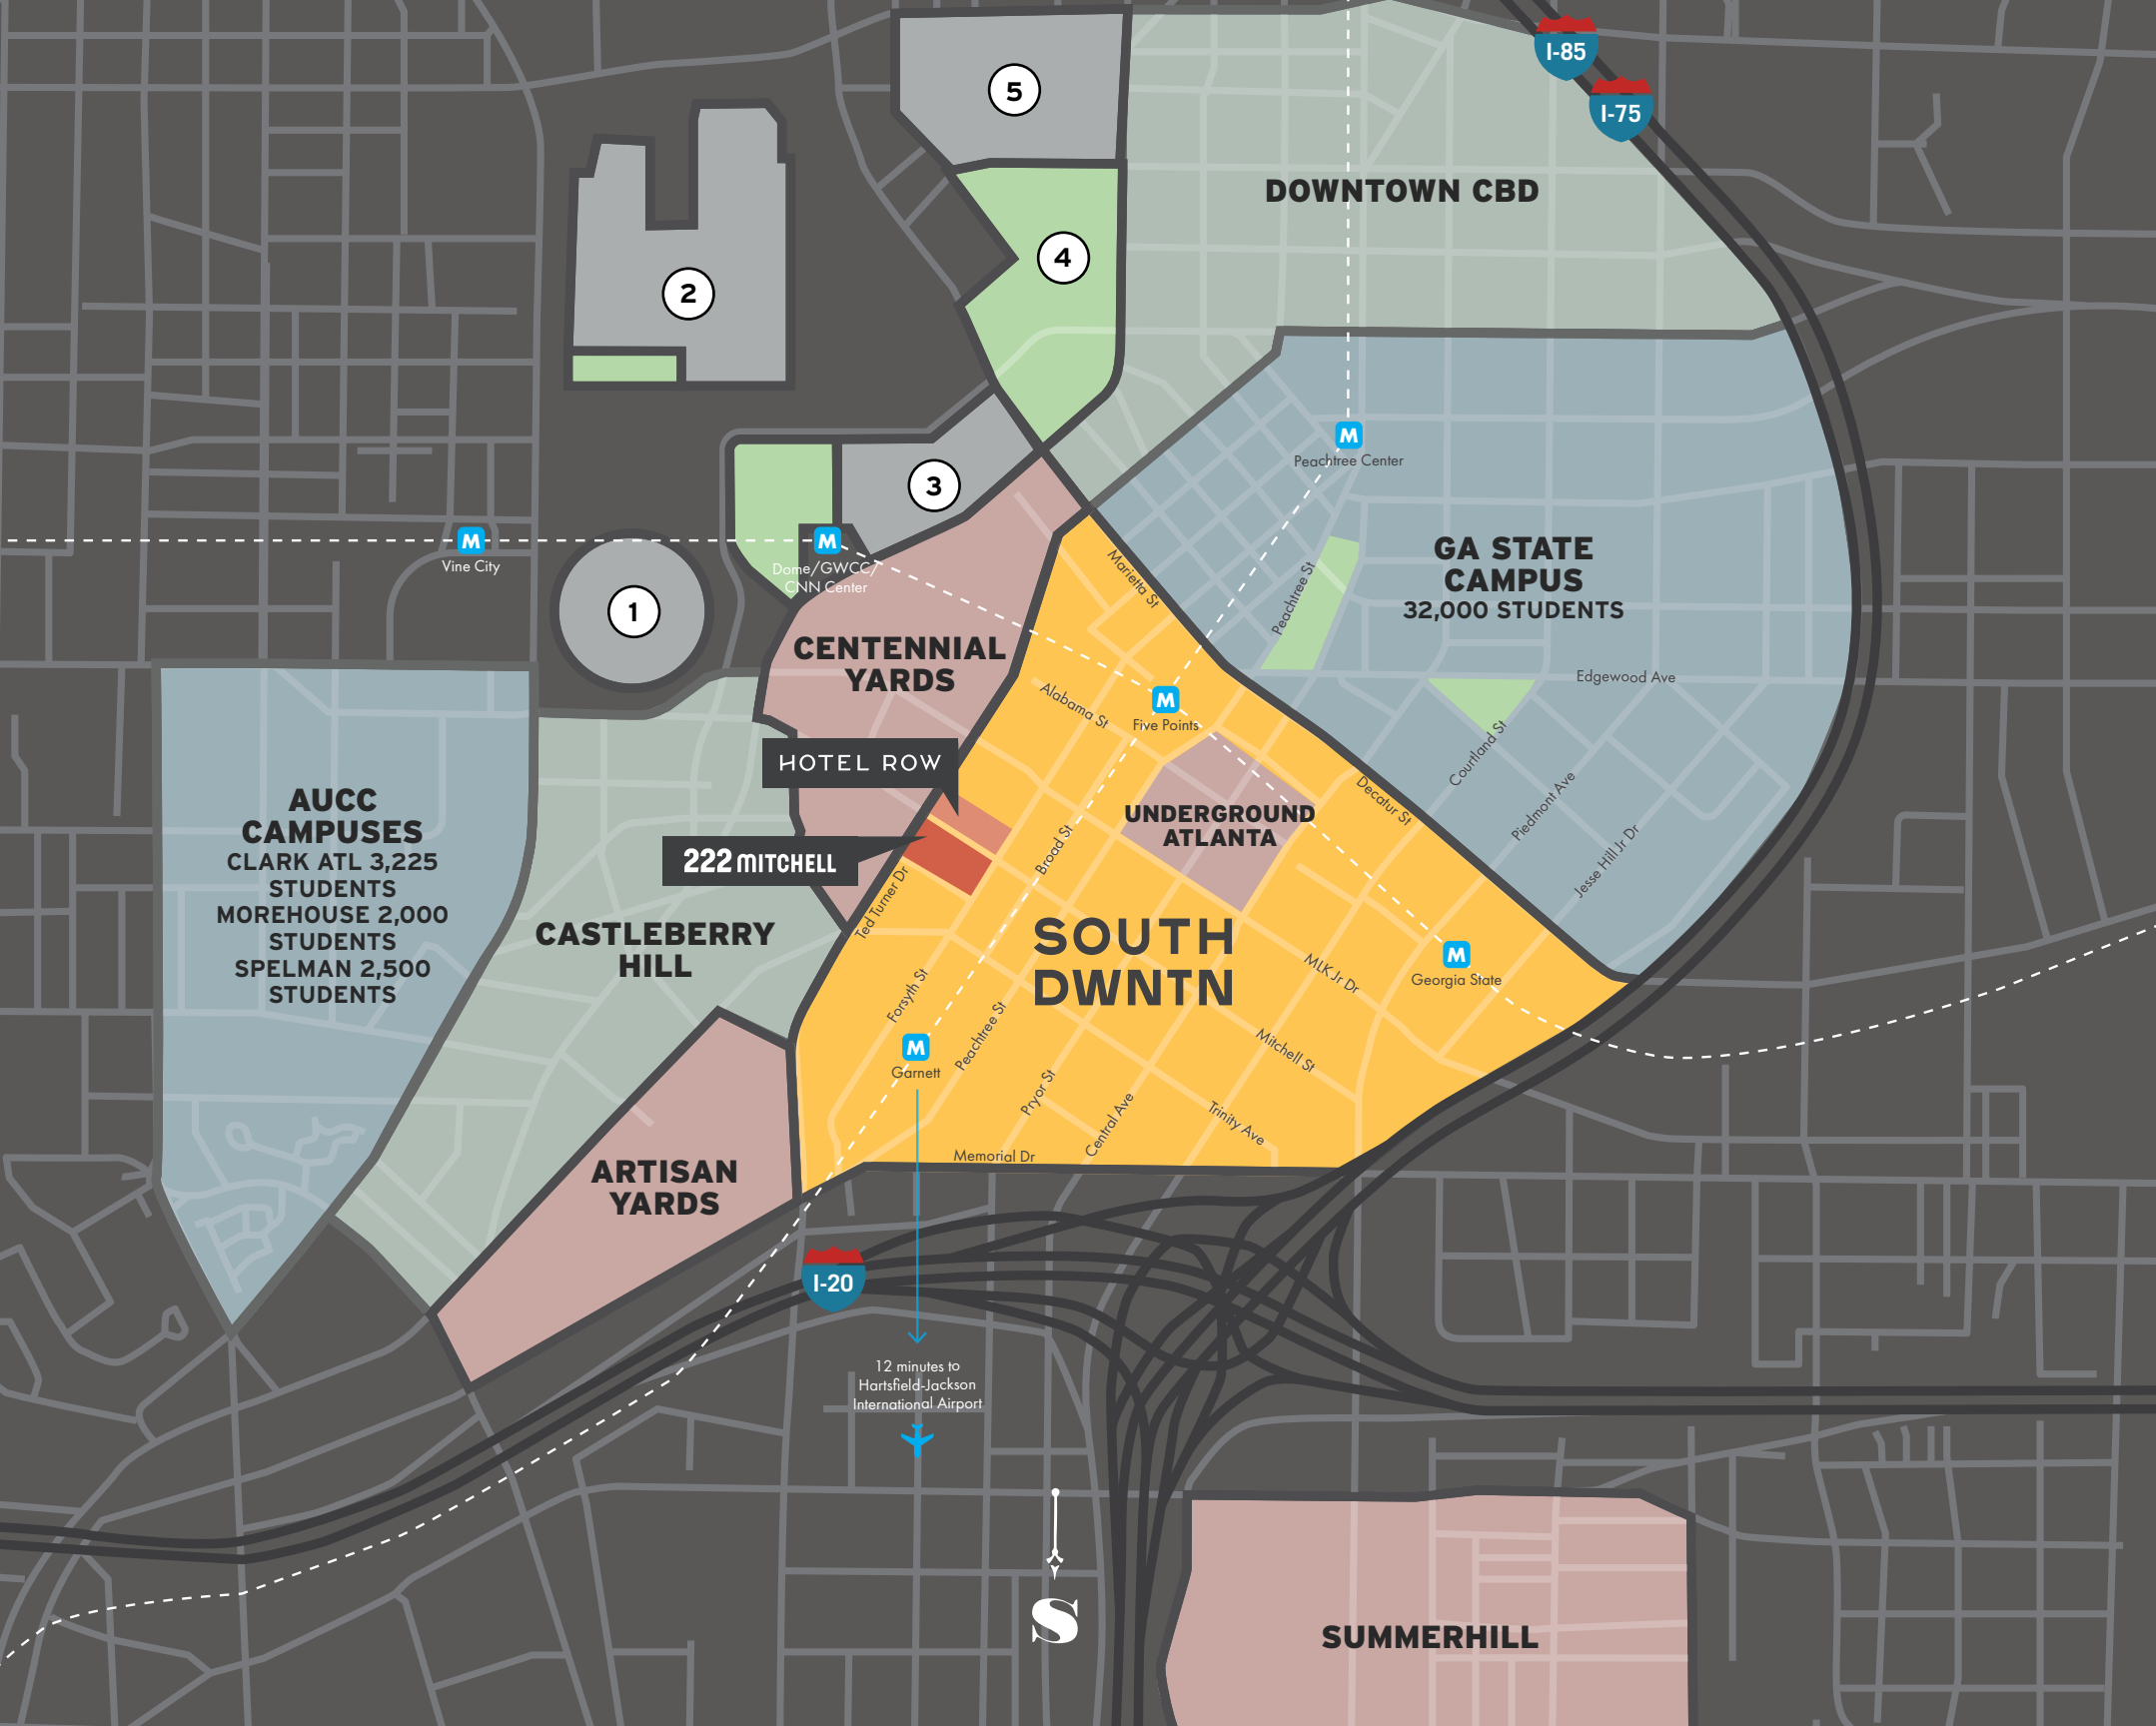 I-85
I-75
5
DOWNTOWN CBD
4
2
M
Peachtree Center
3
M
Vine City
M
Dome/GWCC/
CNN Center
Marietta St
Peachtree St
GA STATE
CAMPUS
32,000 STUDENTS
1
CENTENNIAL
YARDS
Edgewood Ave
Alabama St
M
Five Points
Courtland St
HOTEL ROW
Decatur St
Piedmont Ave
AUCC
CAMPUSES
CLARK ATL 3,225
STUDENTS
MOREHOUSE 2,000
STUDENTS
SPELMAN 2,500
STUDENTS
UNDERGROUND
ATLANTA
Broad St
Jesse Hill Jr Dr
222 MITCHELL
Ted Turner Dr
CASTLEBERRY
HILL
SOUTH
DWNTN
MLK Jr Dr
M
Georgia State
Forsyth St
Peachtree St
M
Garnett
Mitchell St
Pryor St
Central Ave
Trinity Ave
Memorial Dr
ARTISAN
YARDS
I-20
12 minutes to
Hartsfield-Jackson
International Airport
S
SUMMERHILL